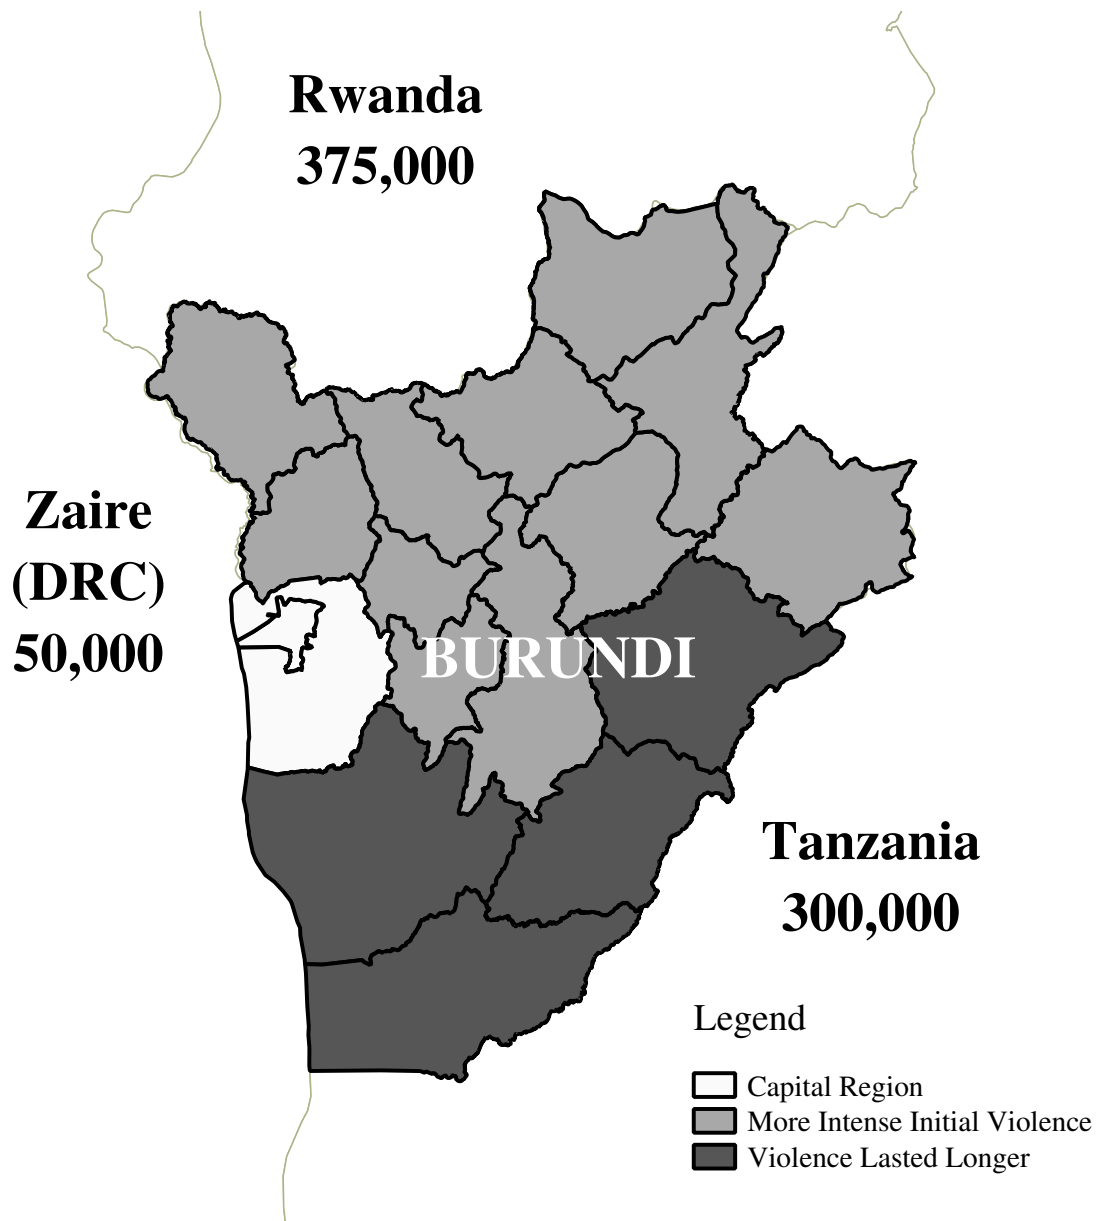 Rwanda
375,000
Zaire
(DRC)
50,000
BURUNDI
Tanzania
300,000
Legend
Capital Region
More Intense Initial Violence
Violence Lasted Longer